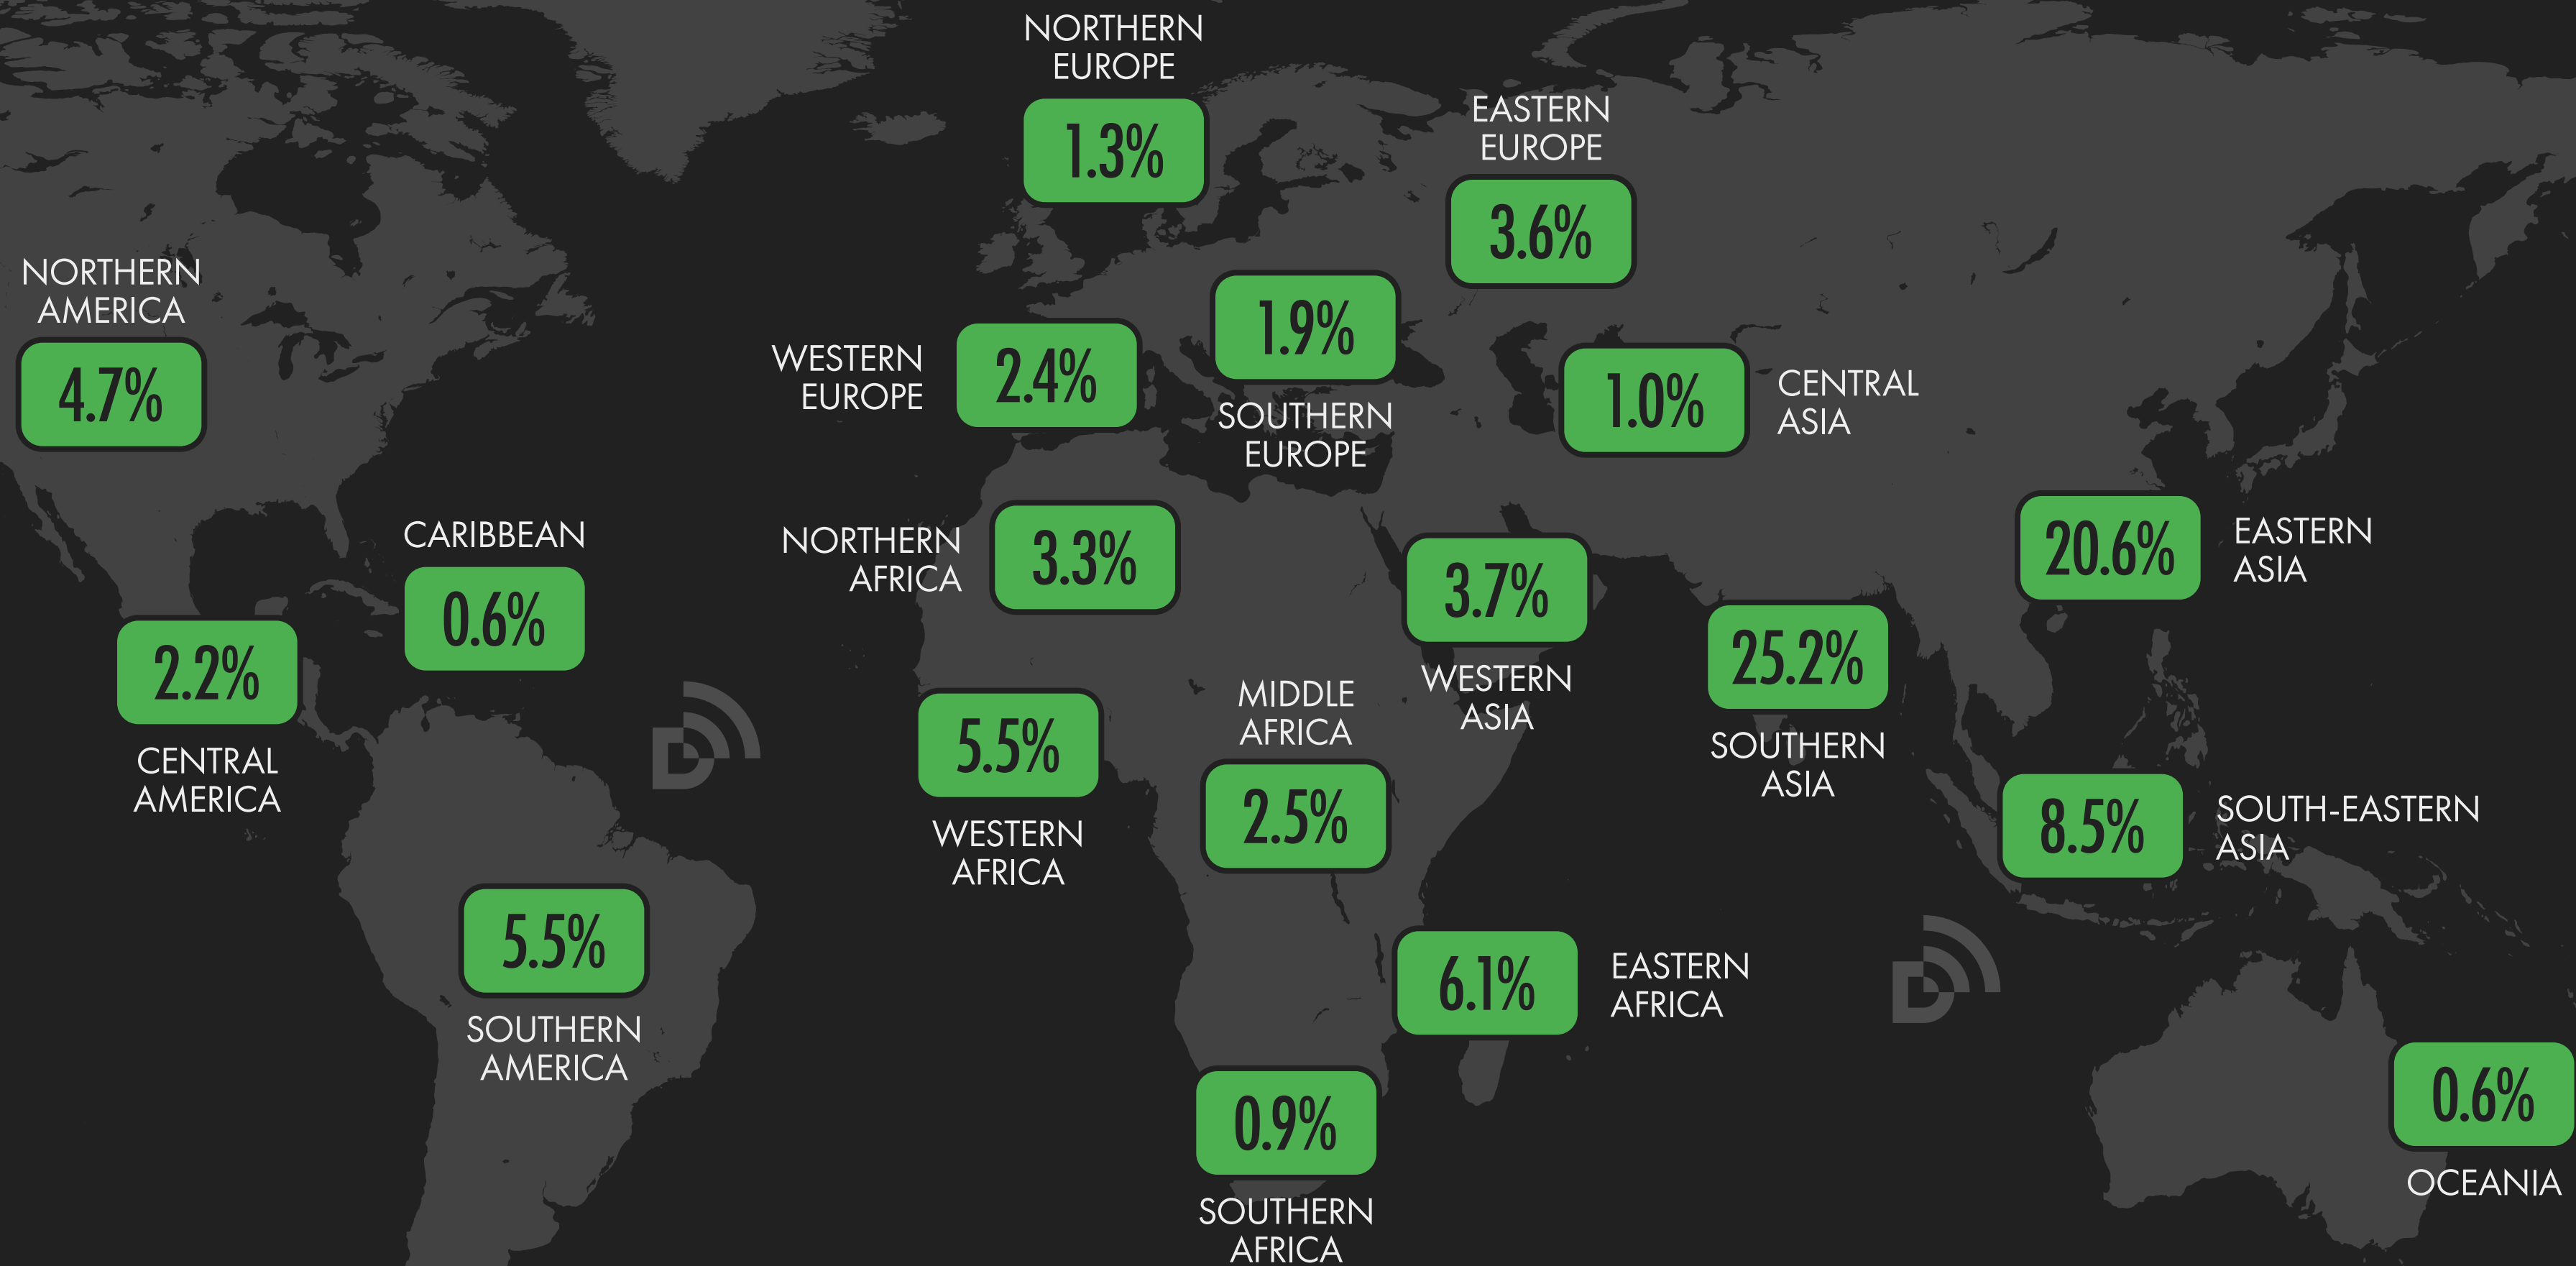 NORTHERN
EUROPE
1.3%
EASTERN
EUROPE
3.6%
NORTHERN
AMERICA
4.7%
WESTERN
EUROPE
2.4%
1.9%
SOUTHERN
EUROPE
1.0%
CENTRAL
ASIA
CARIBBEAN
0.6%
NORTHERN
AFRICA
3.3%
3.7%
WESTERN
ASIA
20.6%
EASTERN
ASIA
2.2%
CENTRAL
AMERICA
25.2%
SOUTHERN
ASIA
5.5%
WESTERN
AFRICA
MIDDLE
AFRICA
2.5%
8.5%
SOUTH-EASTERN
ASIA
5.5%
SOUTHERN
AMERICA
6.1%
EASTERN
AFRICA
0.9%
SOUTHERN
AFRICA
0.6%
OCEANIA